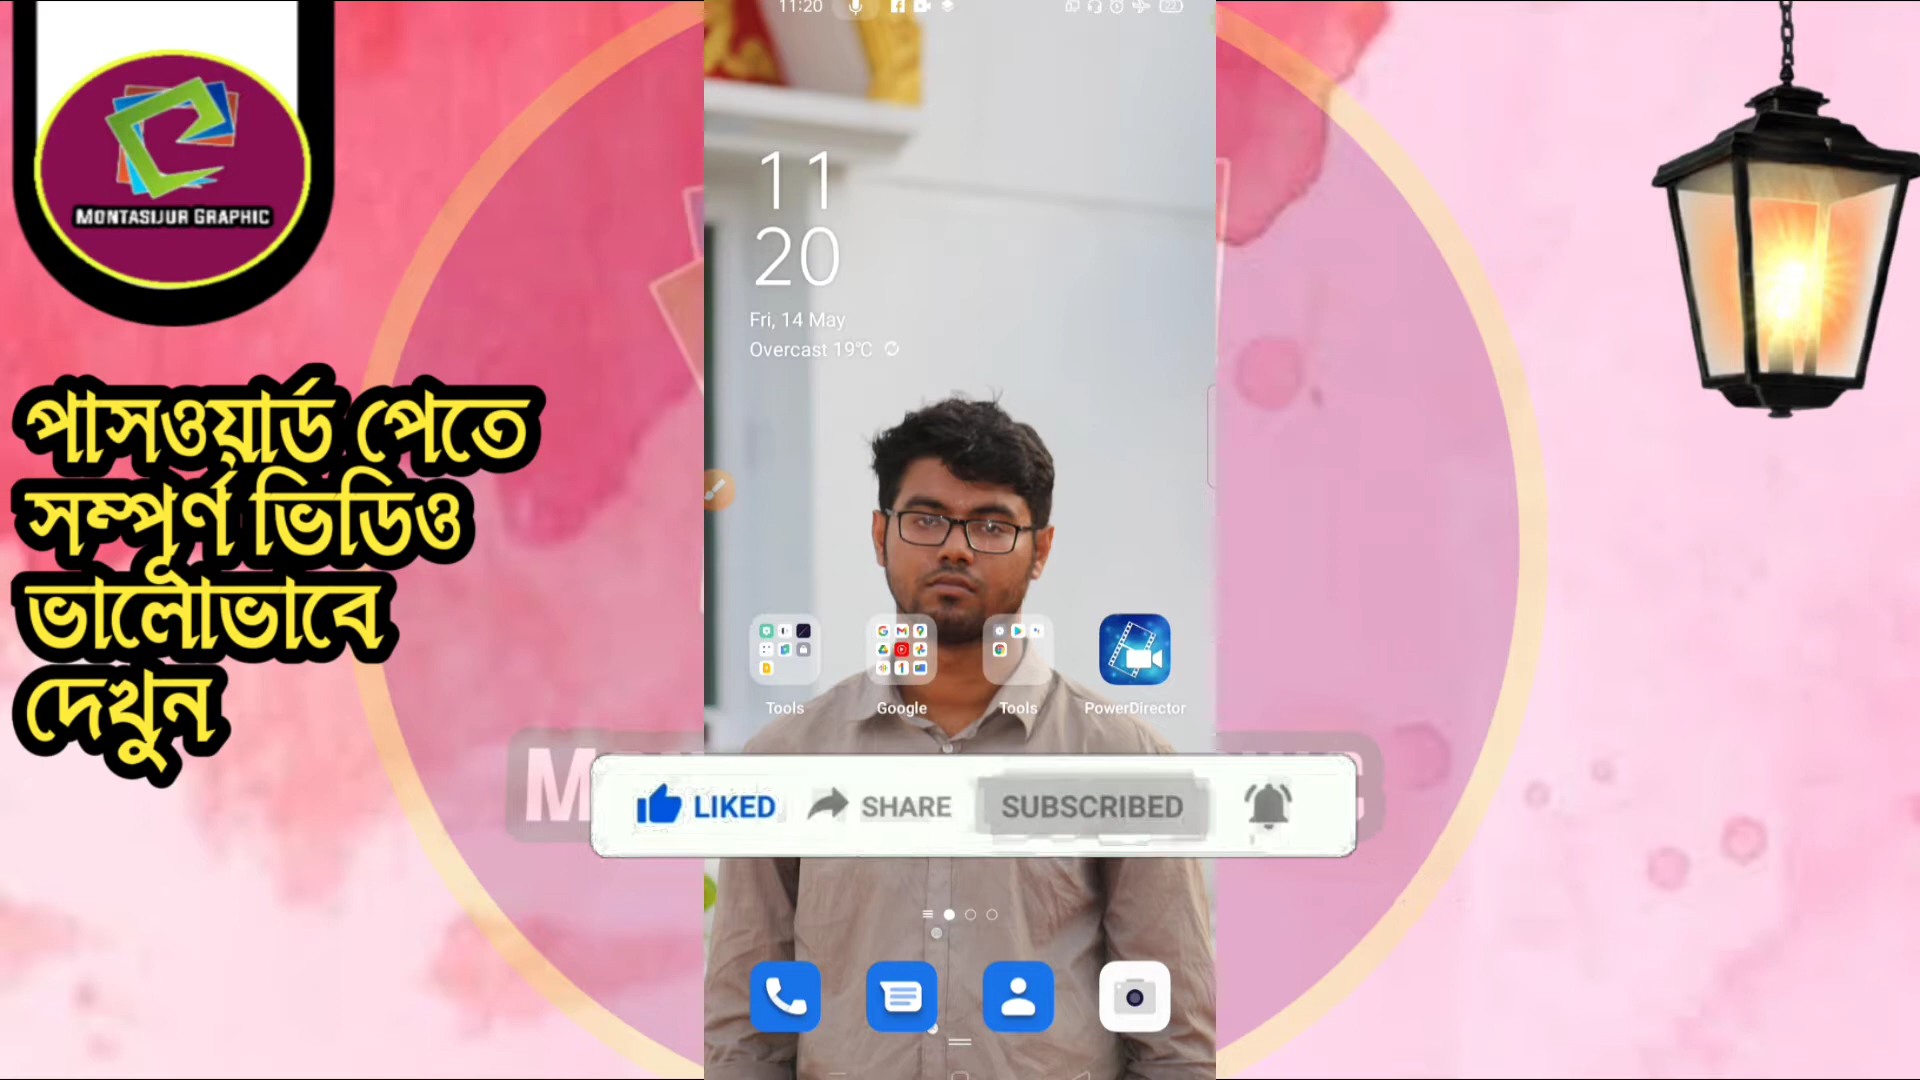 11:20
22
MONTASIJUR GRAPHIC
11
20
Fri, 14 May
Overcast 19°C
পাসওয়ার্ড পেতে
সম্পূর্ণ ভিডিও
ভালোভাবে
দেখুন
Tools
Google
Tools
PowerDirector
LIKED
SHARE
SUBSCRIBED